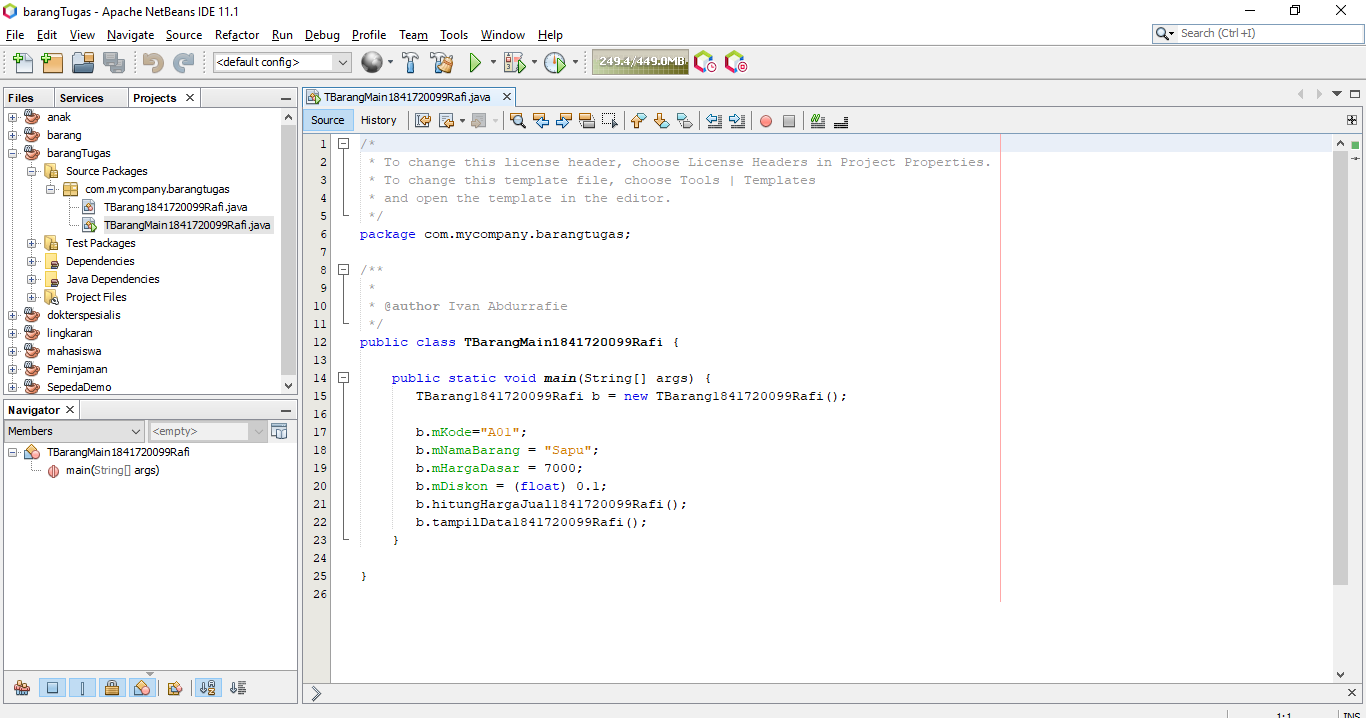 barangTugas - Apache NetBeans IDE 11.1
File Edit View Navigate Source Refactor Run Debug Profile Team Tools Window Help
Search (Ctrl+I)
<default config>
249.4/449.0MB
Files Services Projects
anak
barang
barangTugas
Source Packages
com.mycompany.barangtugas
TBarang1841720099Rafi.java
TBarangMain1841720099Rafi.java
Test Packages
Dependencies
Java Dependencies
Project Files
dokterspesialis
lingkaran
mahasiswa
Peminjaman
SepedaDemo
Navigator
Members
<empty>
TBarangMain1841720099Rafi
main(String[] args)
TBarangMain1841720099Rafi.java
Source History
1 /*
2 * To change this license header, choose License Headers in Project Properties.
3 * To change this template file, choose Tools | Templates
4 * and open the template in the editor.
5 */
6 package com.mycompany.barangtugas;
7
8 /**
9 *
10 * @author Ivan Abdurrafie
11 */
12 public class TBarangMain1841720099Rafi {
13
14 public static void main(String[] args) {
15 TBarang1841720099Rafi b = new TBarang1841720099Rafi();
16
17 b.mKode="A01";
18 b.mNamaBarang = "Sapu";
19 b.mHargaDasar = 7000;
20 b.mDiskon = (float) 0.1;
21 b.hitungHargaJual1841720099Rafi();
22 b.tampilData1841720099Rafi();
23 }
24
25 }
26
1:1 INS